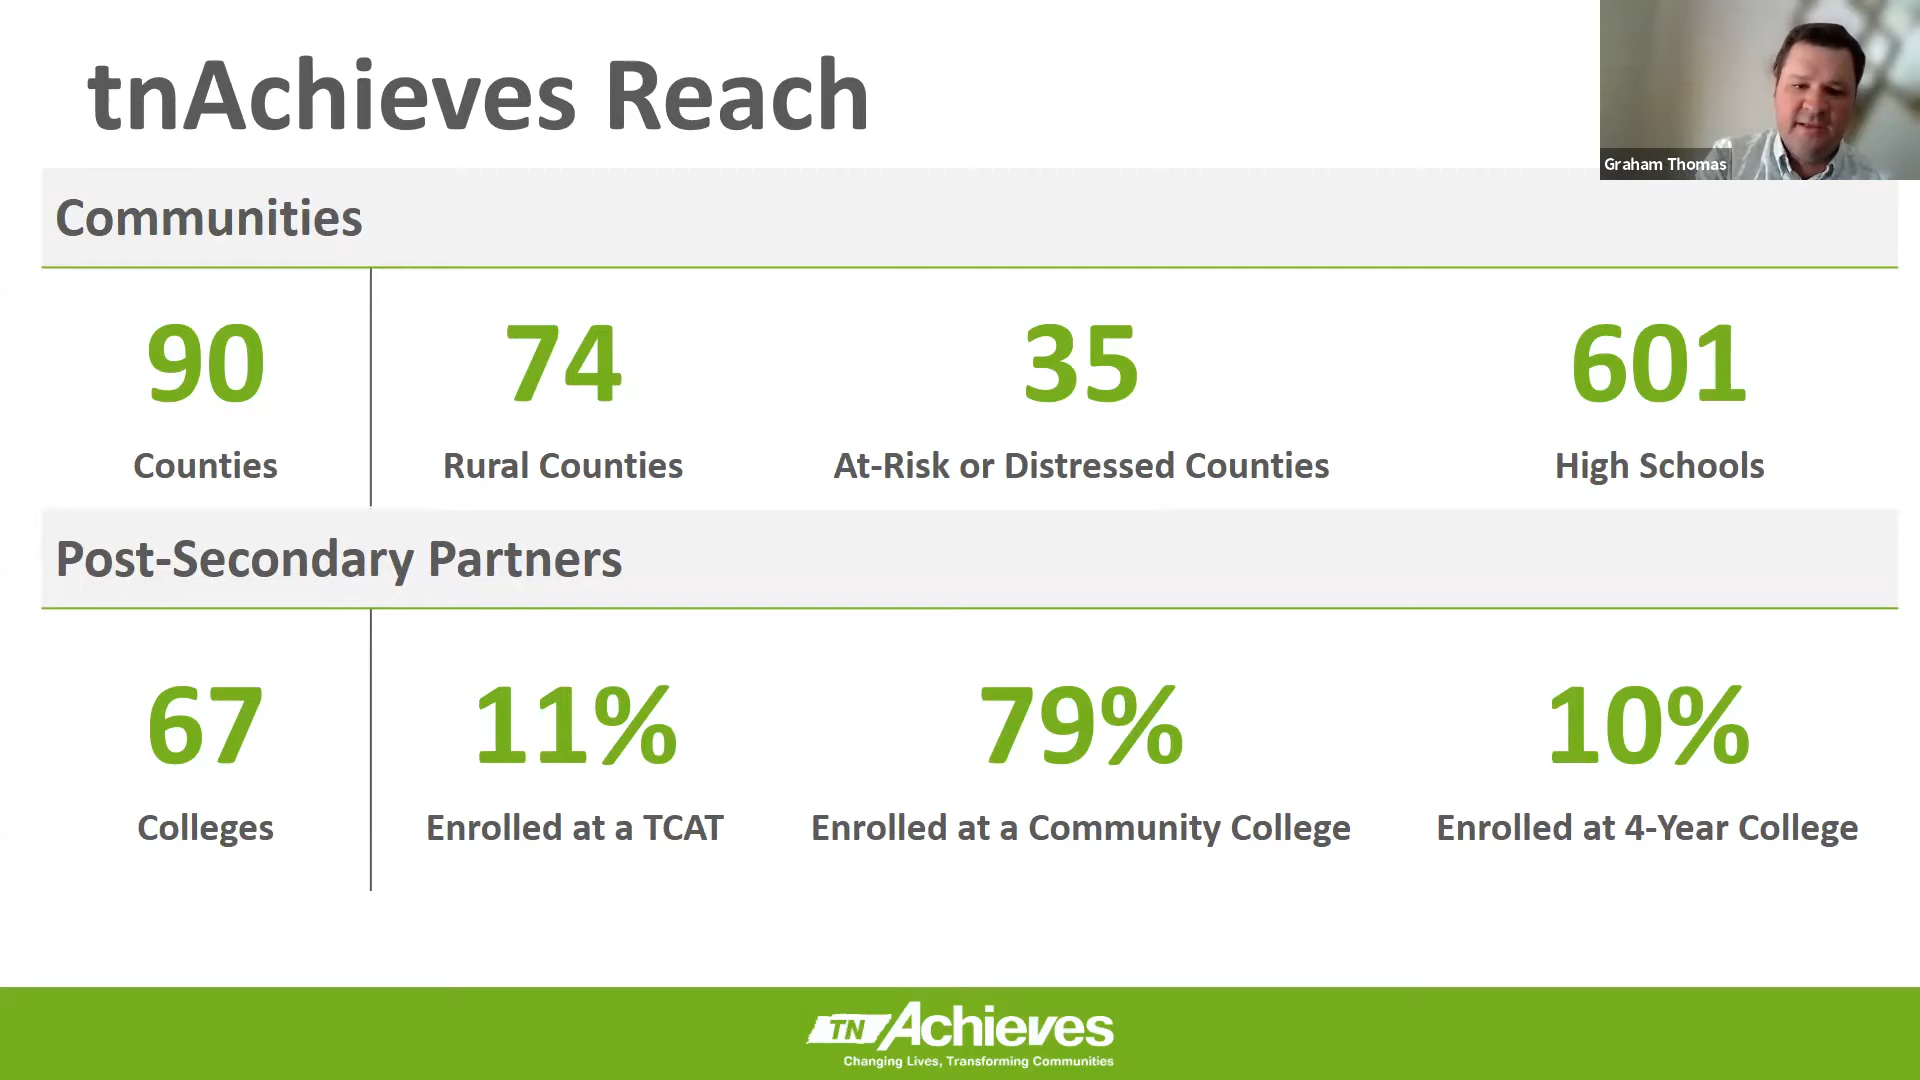 tnAchieves Reach
Graham Thomas
Communities
90
74
35
601
Counties
Rural Counties
At-Risk or Distressed Counties
High Schools
Post-Secondary Partners
67
11%
79%
10%
Colleges
Enrolled at a TCAT
Enrolled at a Community College
Enrolled at 4-Year College
TN Achieves
Changing Lives, Transforming Communities